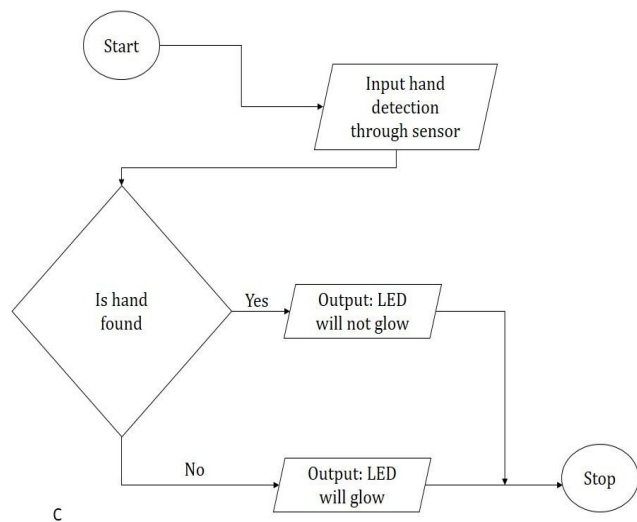 Start
Input hand
detection
through sensor
Is hand
found
Yes
Output: LED
will not glow
No
Output: LED
will glow
Stop
C